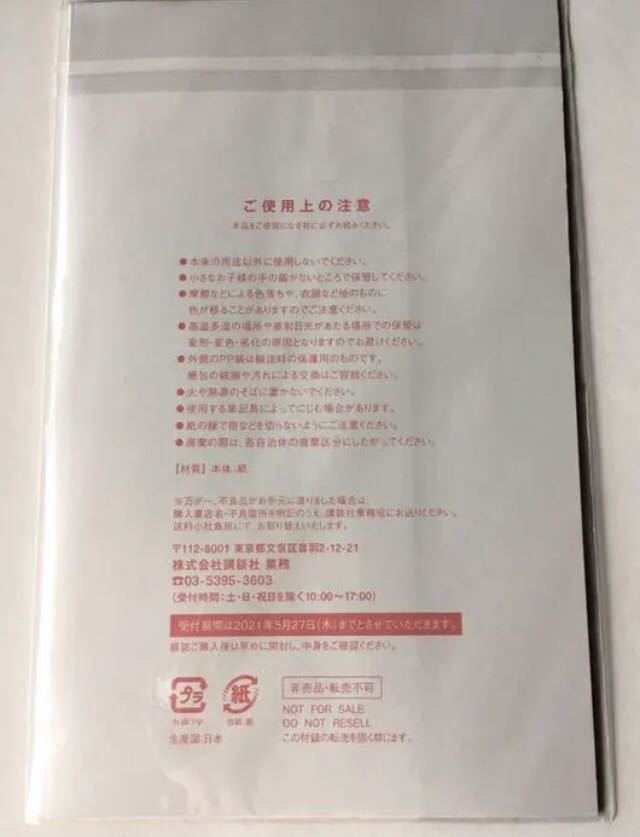 ご使用上の注意
本品をご使用になる前に必ずお読みください。
●本来の用途以外に使用しないでください。
●小さなお子様の手の届かないところで保管してください。
●摩擦などによる色落ちや、衣服など他のものに
色が移ることがありますのでご注意ください。
●高温多湿の場所や直射日光があたる場所での保管は
変形・変色・劣化の原因となりますのでお避けください。
●外側のPP袋は輸送時の保護用のものです。
梱包の破損や汚れによる交換はご容赦ください。
●火や熱源のそばに置かないでください。
●使用する筆記具によってにじむ場合があります。
●紙の縁で指などを切らないようにご注意ください。
●廃棄の際は、各自治体の廃棄区分にしたがってください。
【材質】本体:紙
※万が一、不良品がお手元に渡りました場合は、
購入書店名・不良箇所を明記のうえ、講談社業務宛にお送りください。
送料小社負担にて、お取り替えいたします。
〒112-8001 東京都文京区音羽2-12-21
株式会社講談社 業務
☎03-5395-3603
(受付時間:土・日・祝日を除く10:00〜17:00)
受付期間は2021年5月27日(木)までとさせていただきます。
雑誌ご購入後は早めに開封し、中身をご確認ください。
プラ 紙 非売品・転売不可
外袋:PP 台紙:紙 NOT FOR SALE
DO NOT RESELL
生産国:日本 この付録の転売を固く禁じます。